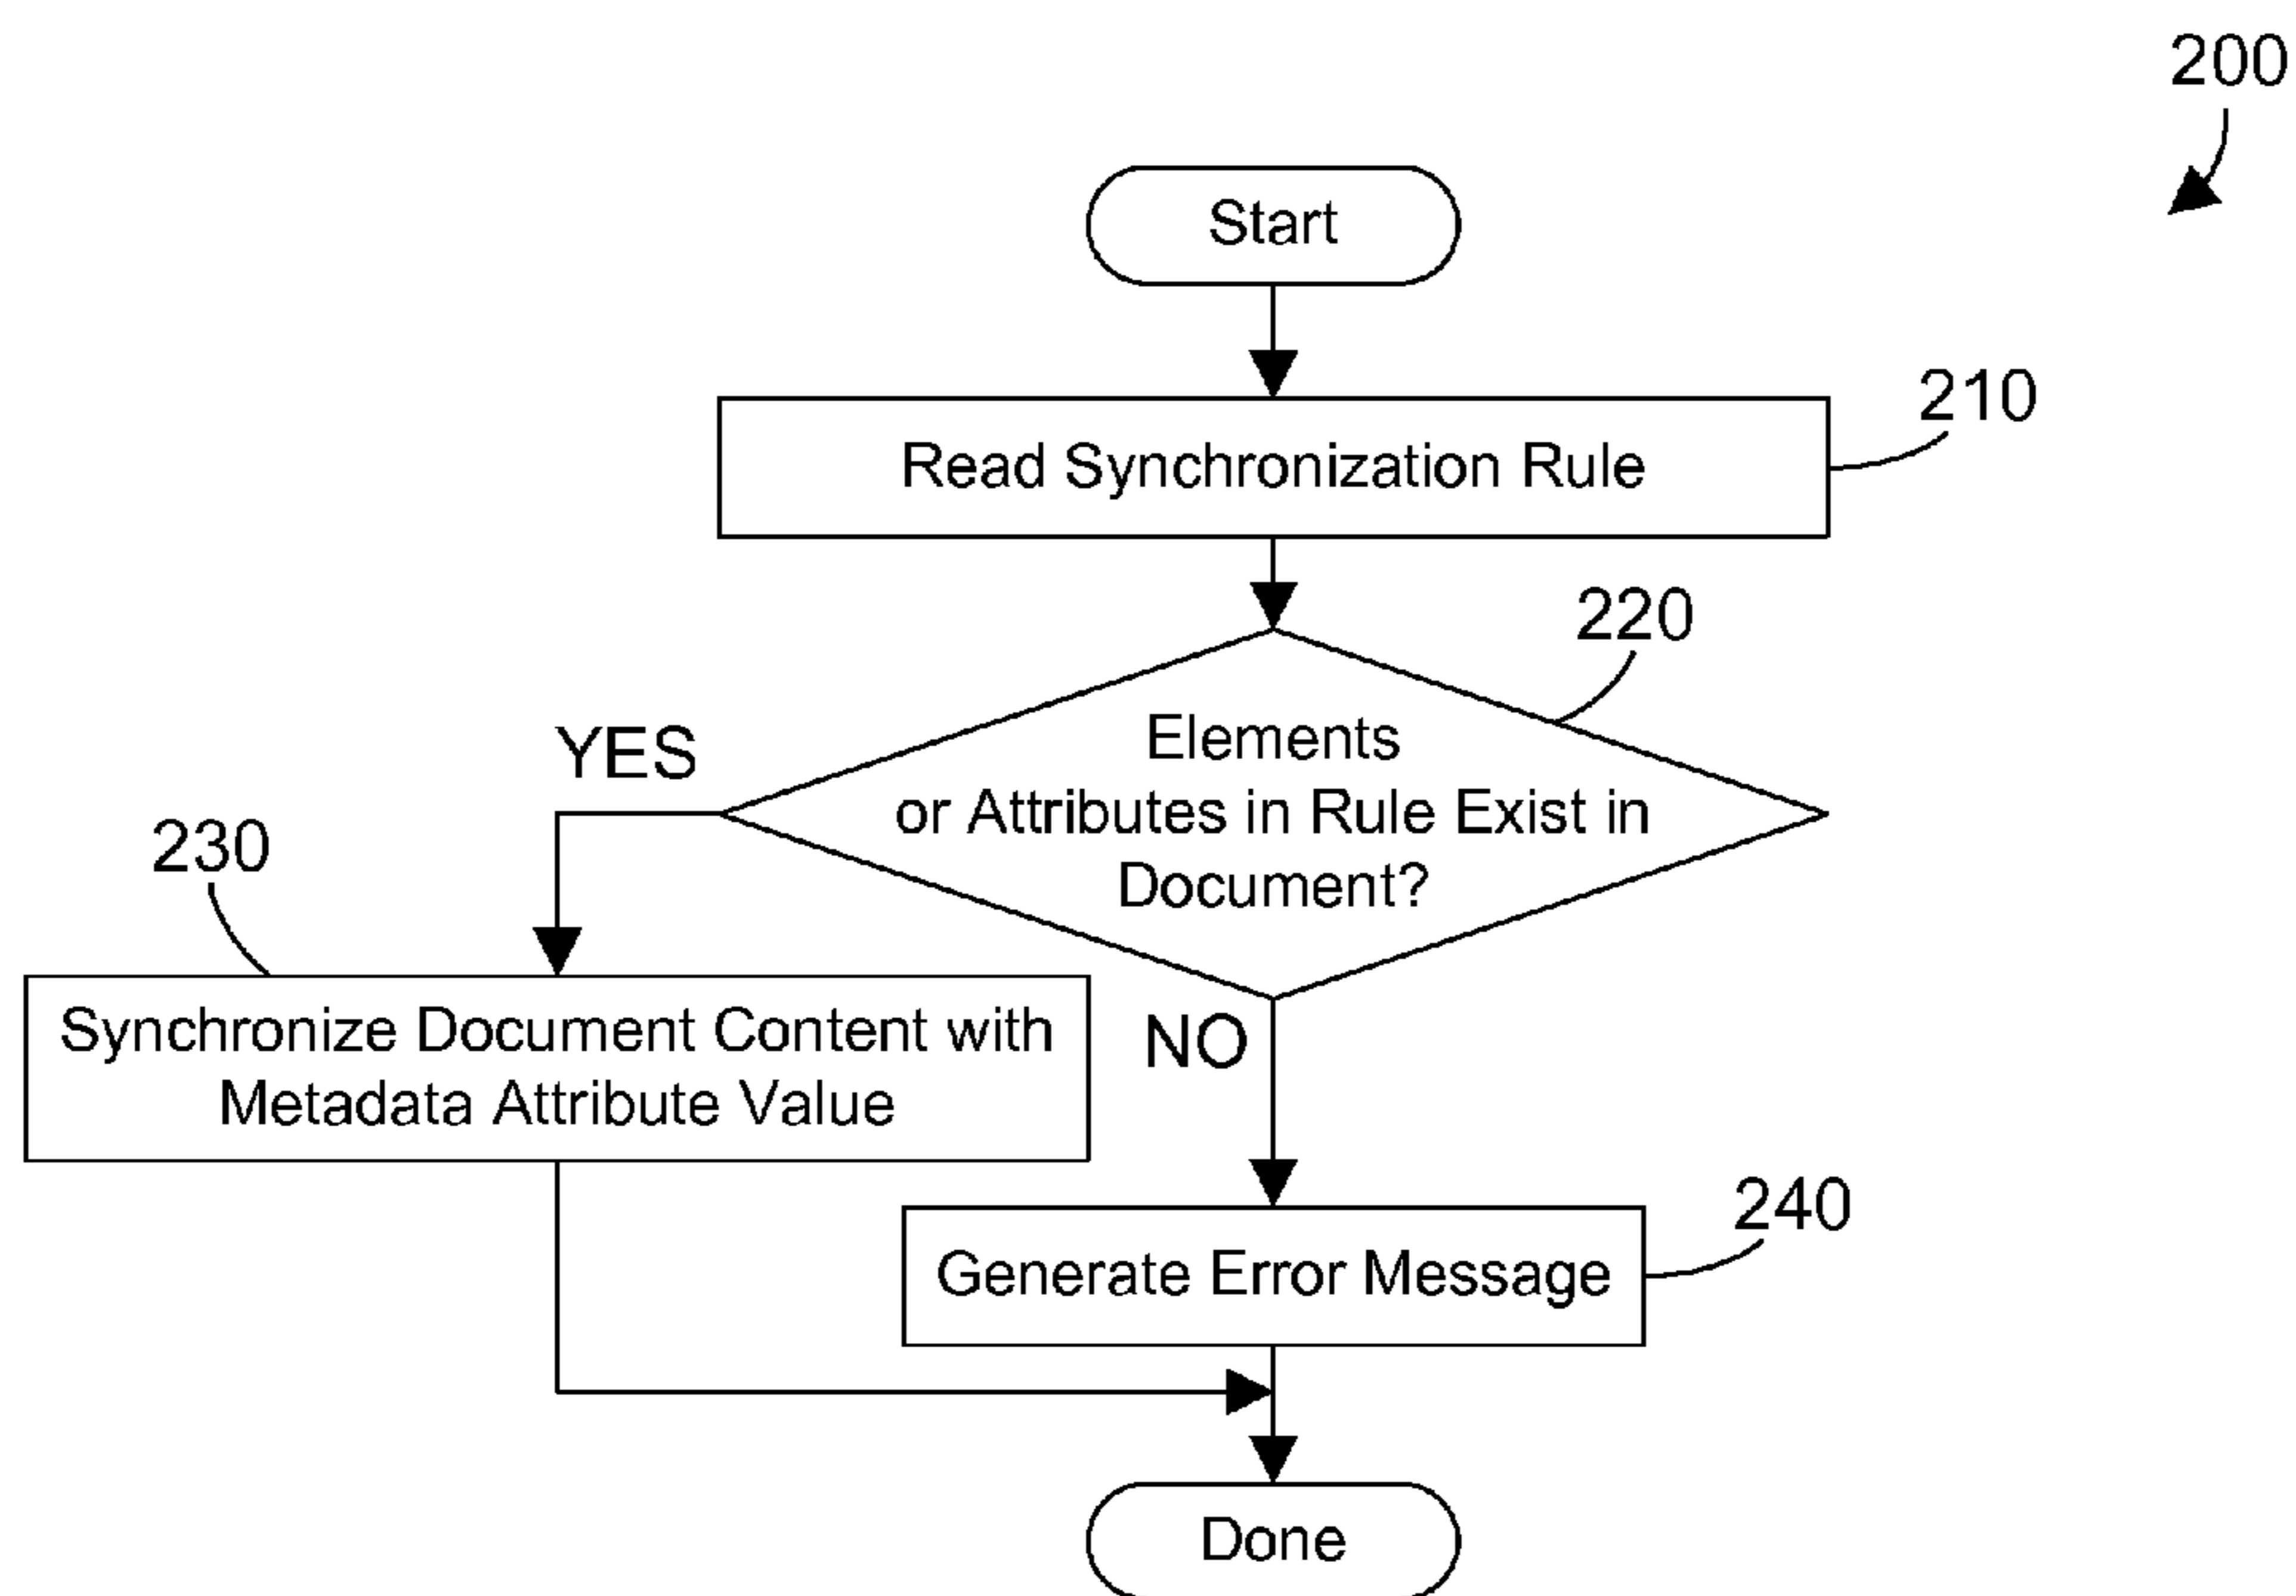 200
Start
210
Read Synchronization Rule
220
Elements
or Attributes in Rule Exist in
Document?
YES
230
Synchronize Document Content with
Metadata Attribute Value
NO
240
Generate Error Message
Done